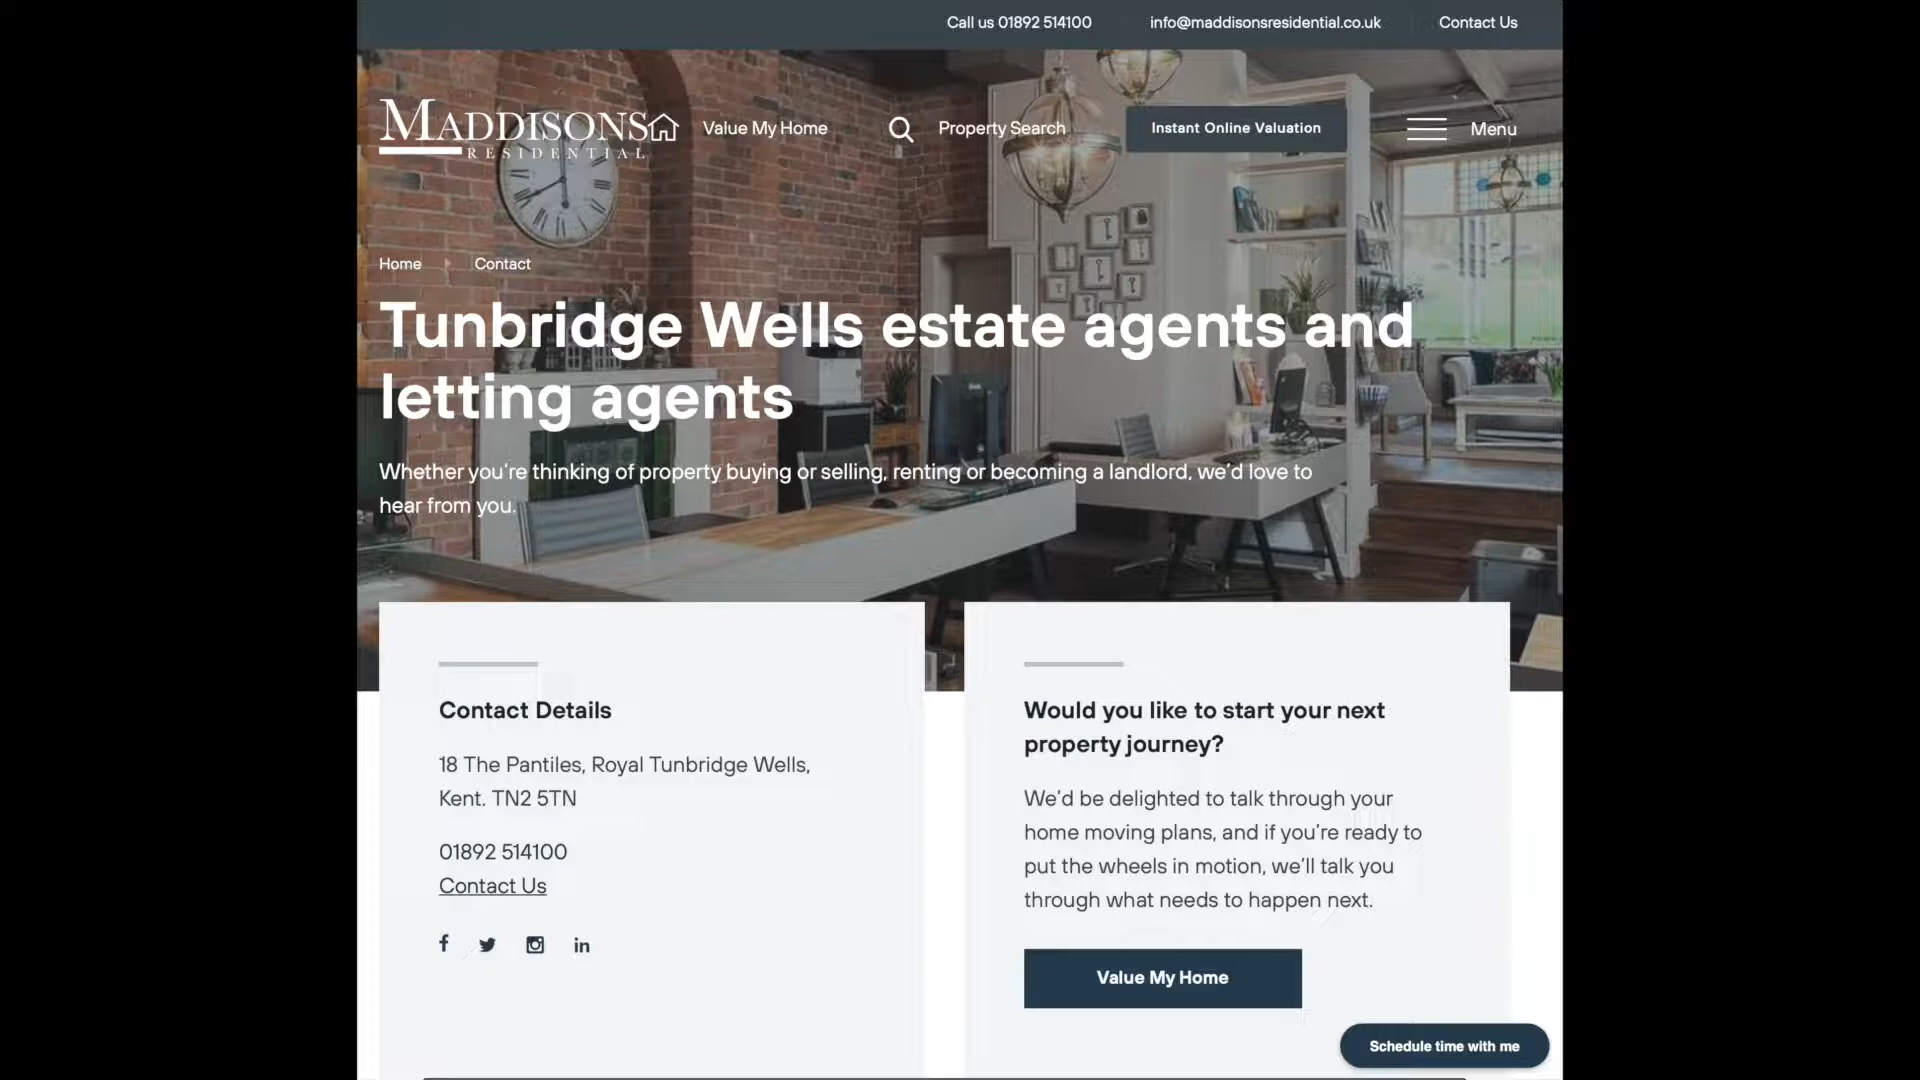 Call us 01892 514100
info@maddisonsresidential.co.uk
Contact Us
MADDISONS
RESIDENTIAL
Value My Home
Property Search
Instant Online Valuation
Menu
Home
Contact
Tunbridge Wells estate agents and
letting agents
Whether you're thinking of property buying or selling, renting or becoming a landlord, we'd love to
hear from you.
Contact Details
18 The Pantiles, Royal Tunbridge Wells,
Kent. TN2 5TN
01892 514100
Contact Us
Would you like to start your next
property journey?
We'd be delighted to talk through your
home moving plans, and if you're ready to
put the wheels in motion, we'll talk you
through what needs to happen next.
Value My Home
Schedule time with me